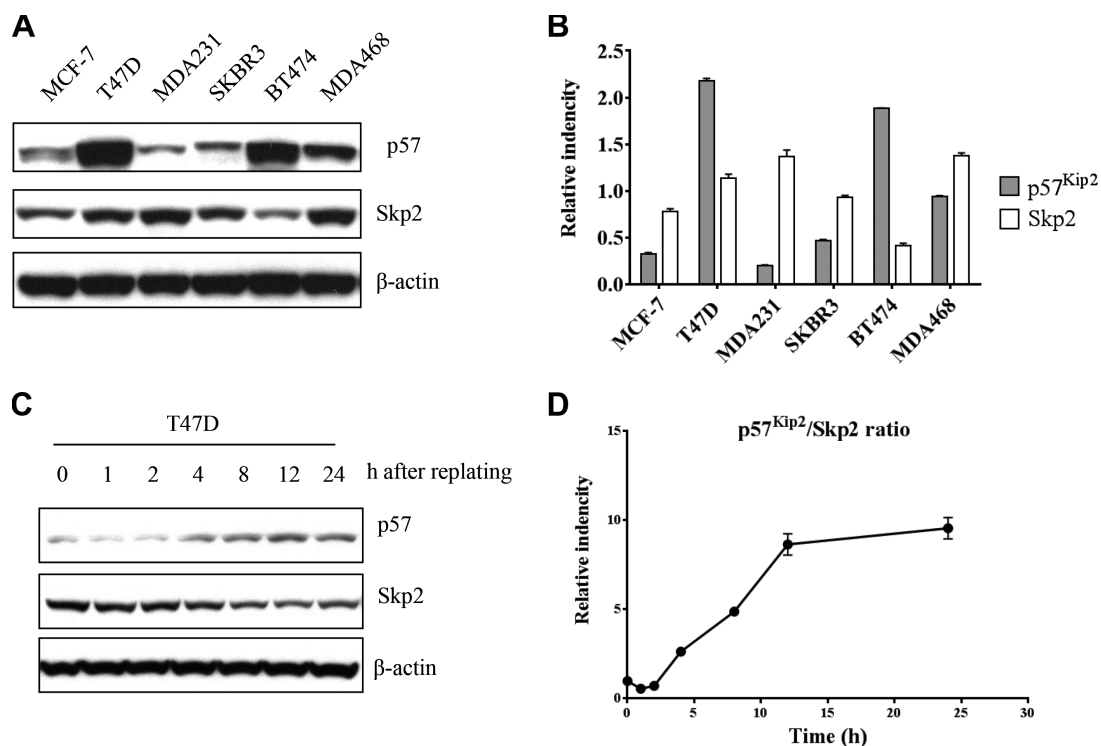 A
MCF-7 T47D MDA231 SKBR3 BT474 MDA468
p57
Skp2
β-actin
B
Relative indencity
2.5
2.0
1.5
1.0
0.5
0.0
MCF-7 T47D MDA231 SKBR3 BT474 MDA468
p57Kip2
Skp2
C
T47D
0 1 2 4 8 12 24 h after replating
p57
Skp2
β-actin
D
p57Kip2/Skp2 ratio
Relative indencity
15
10
5
0
0 5 10 15 20 25 30
Time (h)